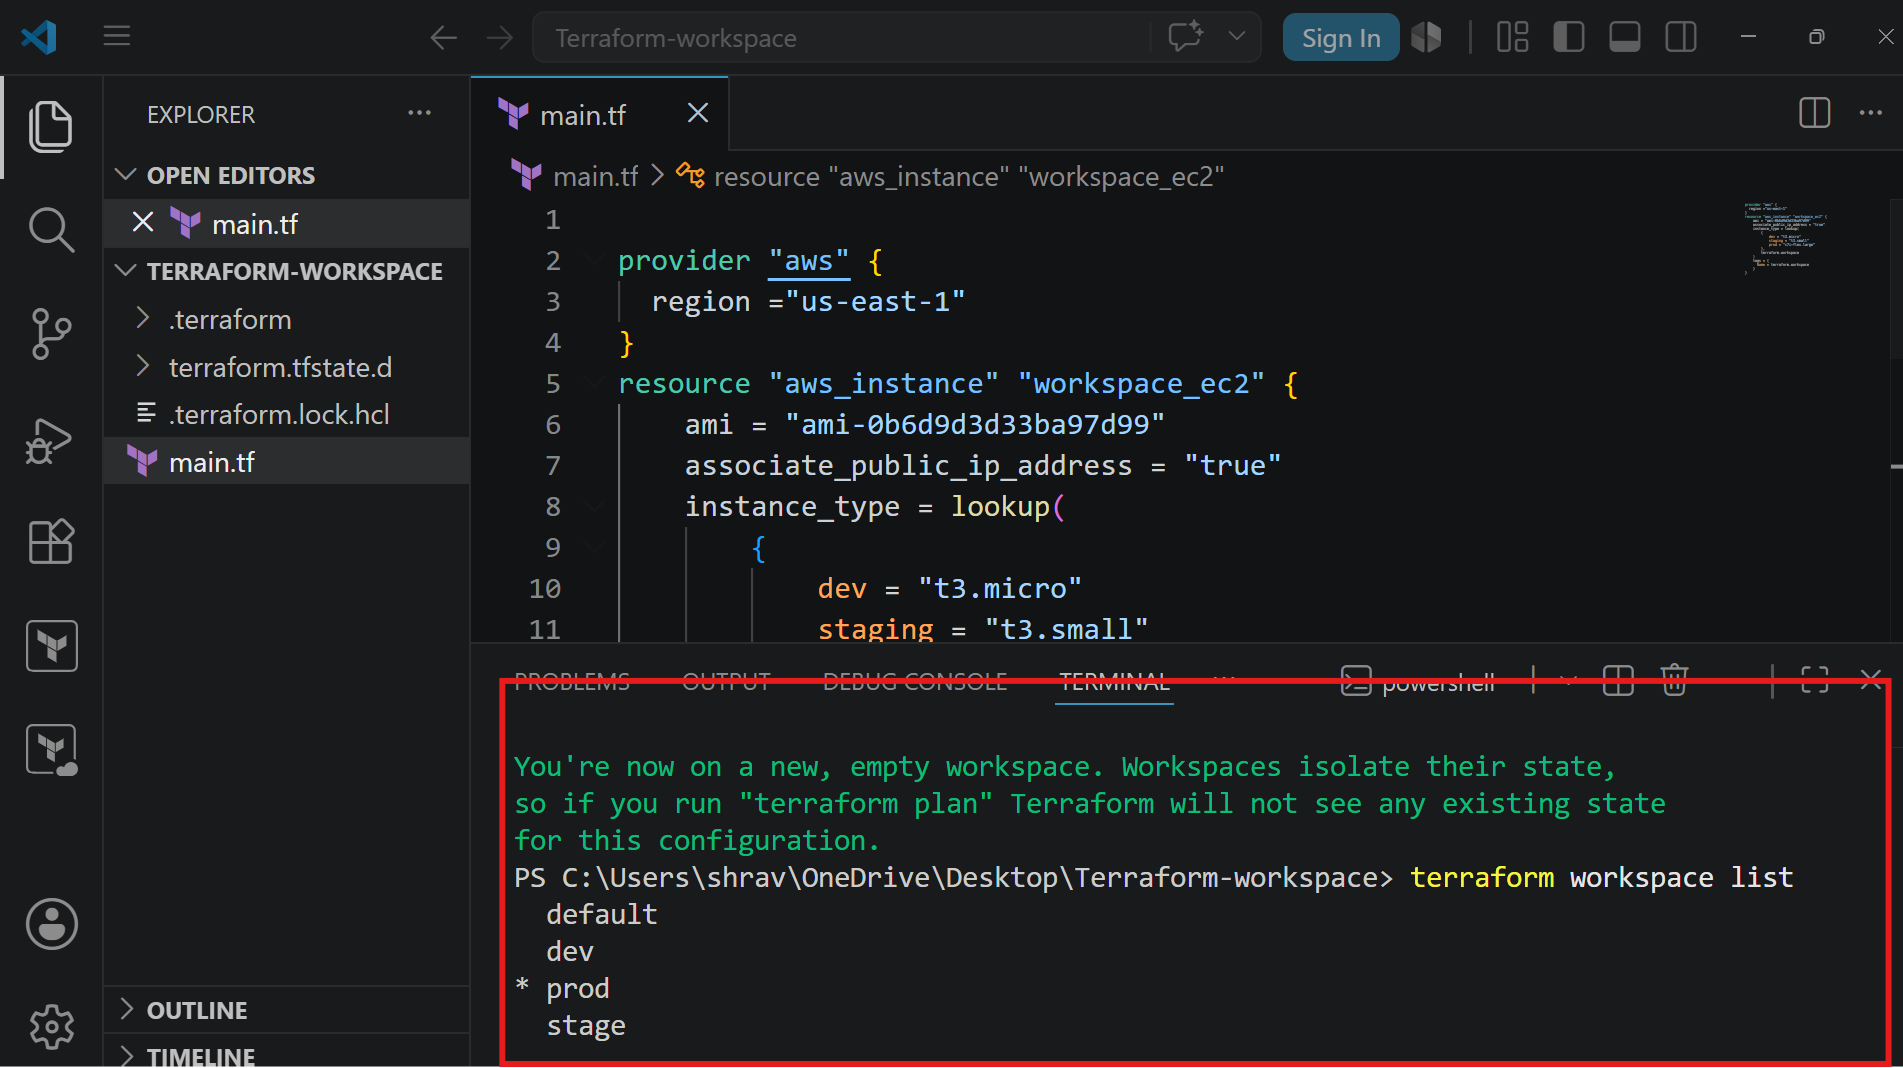 Terraform-workspace
Sign In
EXPLORER
OPEN EDITORS
main.tf
TERRAFORM-WORKSPACE
.terraform
terraform.tfstate.d
.terraform.lock.hcl
main.tf
OUTLINE
TIMELINE
main.tf
main.tf > resource "aws_instance" "workspace_ec2"
1
2 provider "aws" {
3 region ="us-east-1"
4 }
5 resource "aws_instance" "workspace_ec2" {
6 ami = "ami-0b6d9d3d33ba97d99"
7 associate_public_ip_address = "true"
8 instance_type = lookup(
9 {
10 dev = "t3.micro"
11 staging = "t3.small"
PROBLEMS OUTPUT DEBUG CONSOLE TERMINAL powershell
You're now on a new, empty workspace. Workspaces isolate their state,
so if you run "terraform plan" Terraform will not see any existing state
for this configuration.
PS C:\Users\shrav\OneDrive\Desktop\Terraform-workspace> terraform workspace list
default
dev
* prod
stage